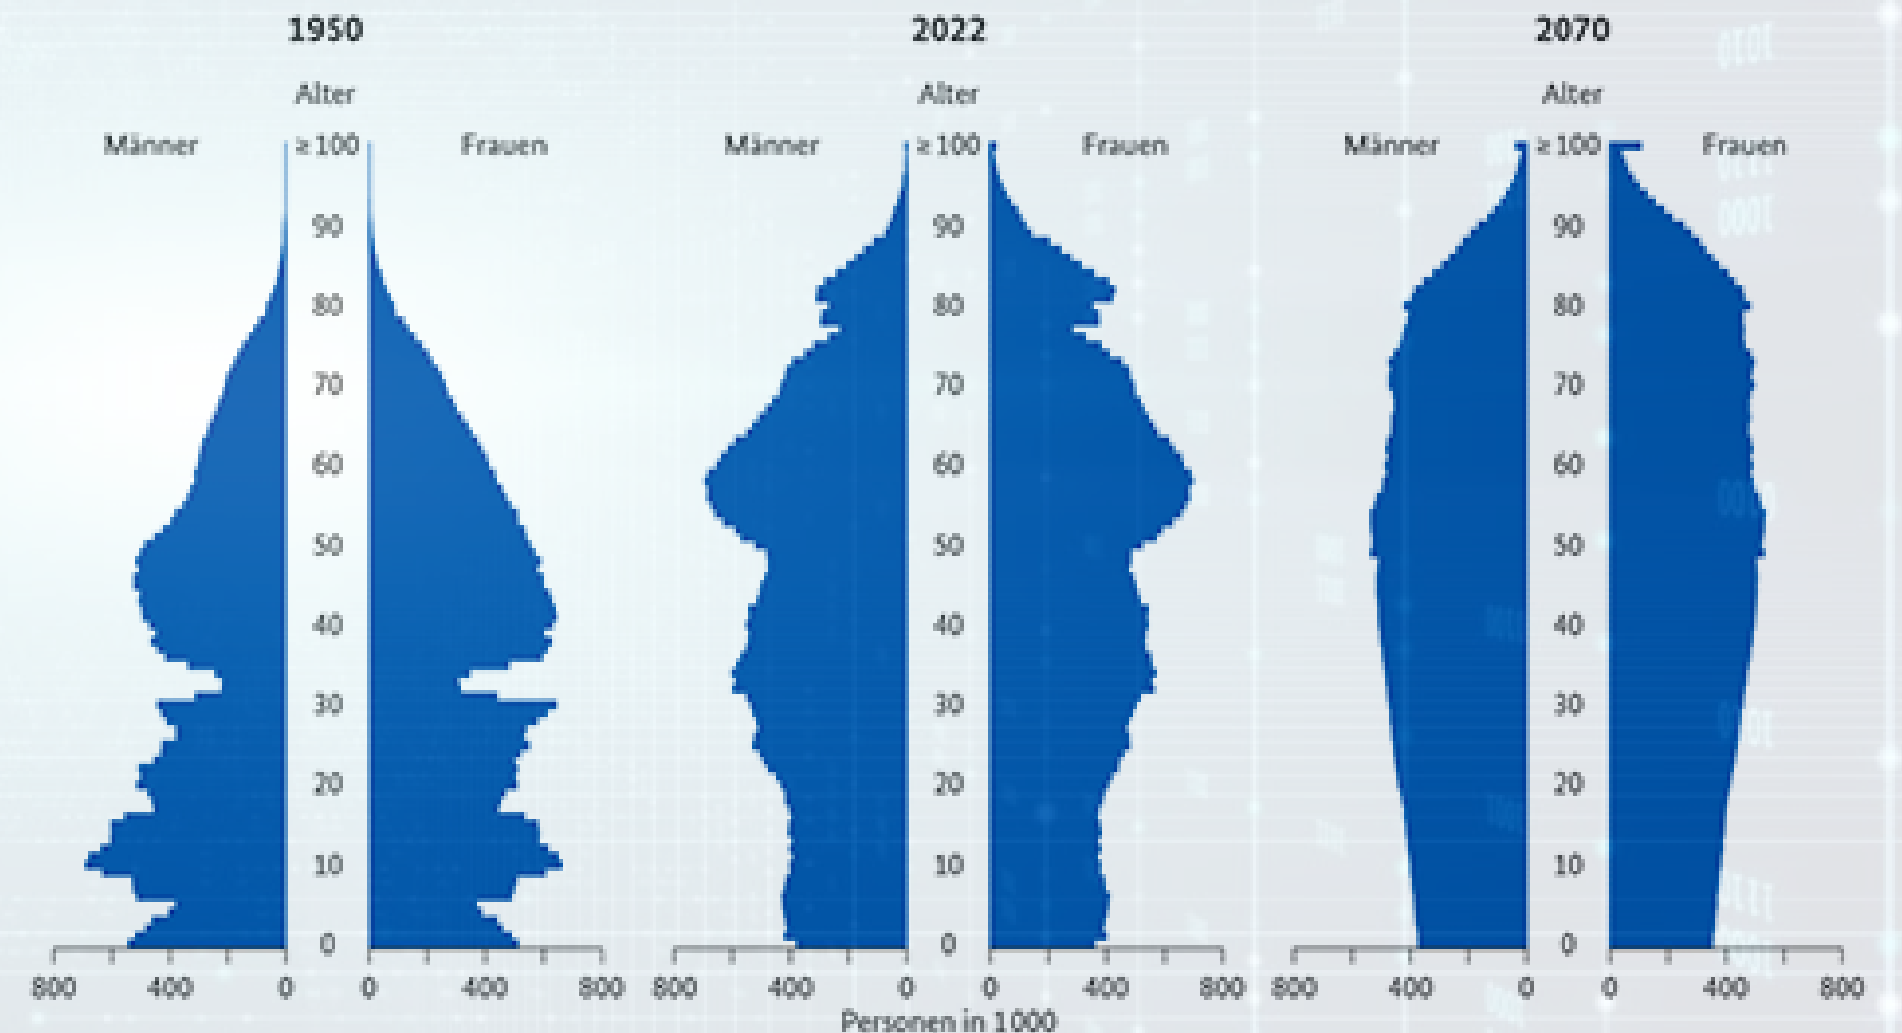 1950 2022 2070
Alter Alter Alter
Männer ≥ 100 Frauen Männer ≥ 100 Frauen Männer ≥ 100 Frauen
90 90 90
80 80 80
70 70 70
60 60 60
50 50 50
40 40 40
30 30 30
20 20 20
10 10 10
0 0 0
800 400 0 0 400 800 800 400 0 0 400 800 800 400 0 0 400 800
Personen in 1000